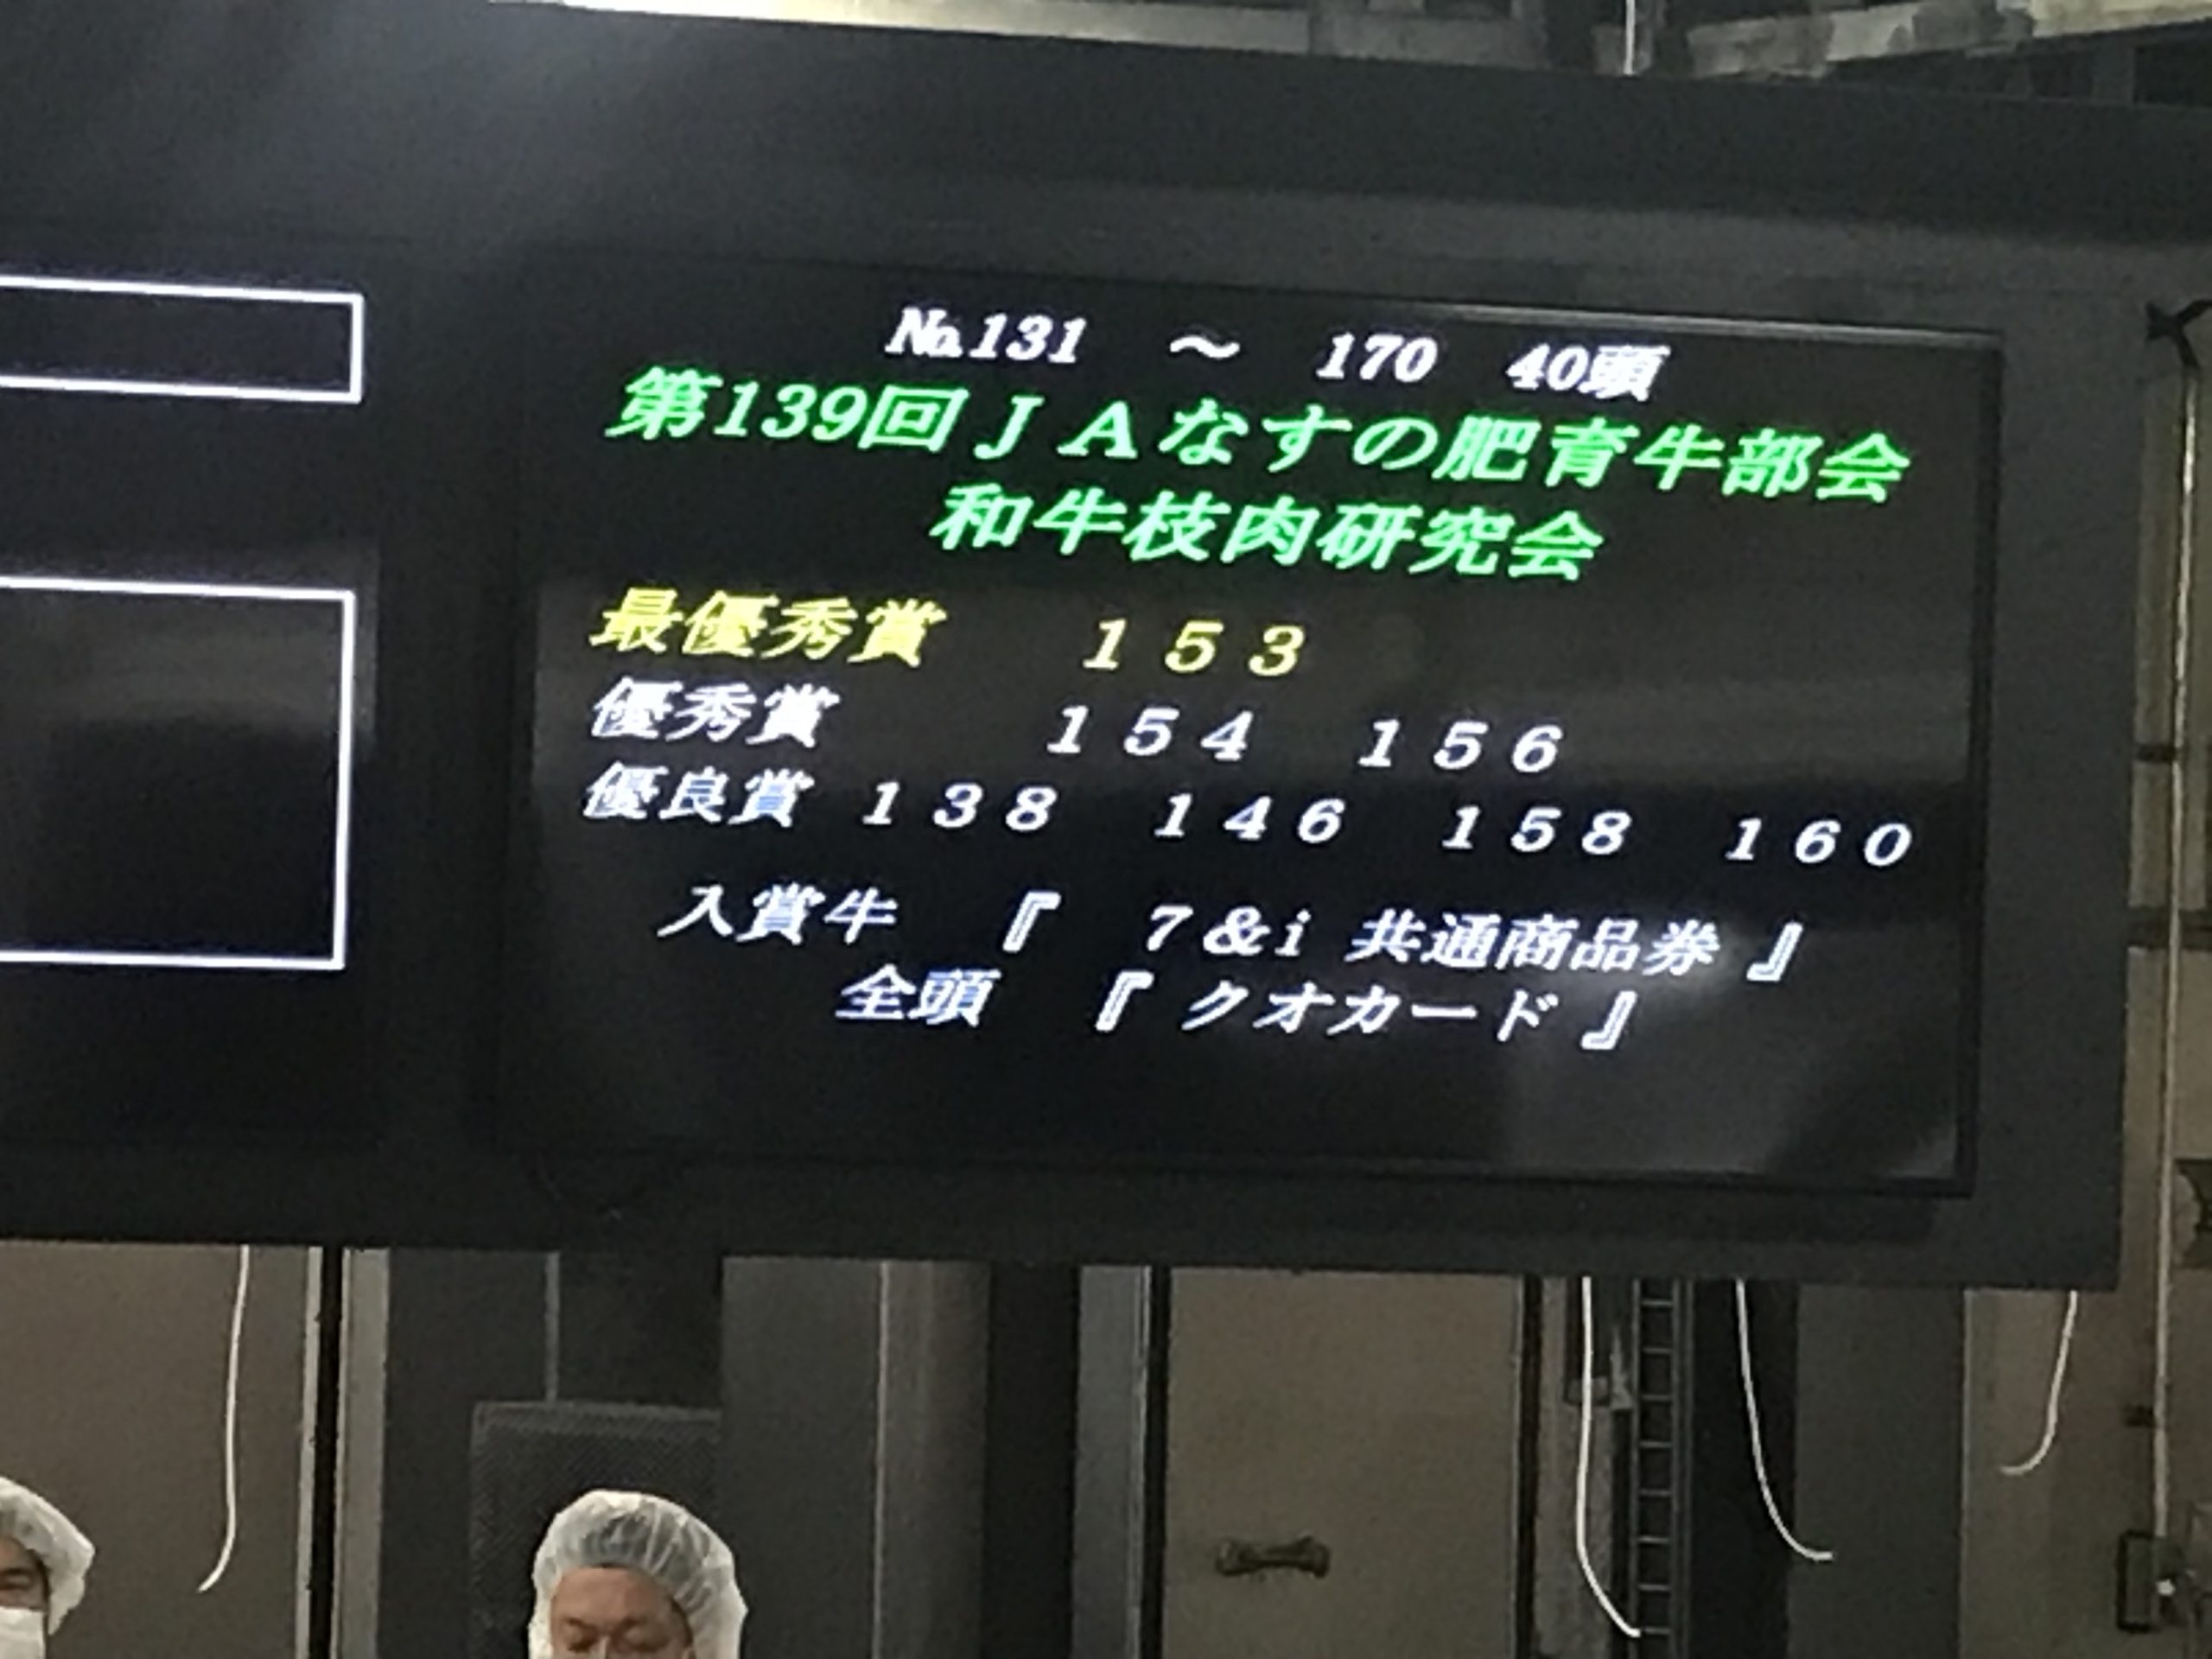 №131 ～ 170 40頭
第139回ＪＡなすの肥育牛部会
和牛枝肉研究会
最優秀賞 １５３
優秀賞 １５４ １５６
優良賞 １３８ １４６ １５８ １６０
入賞牛 『 ７&i 共通商品券 』
全頭 『 クオカード 』